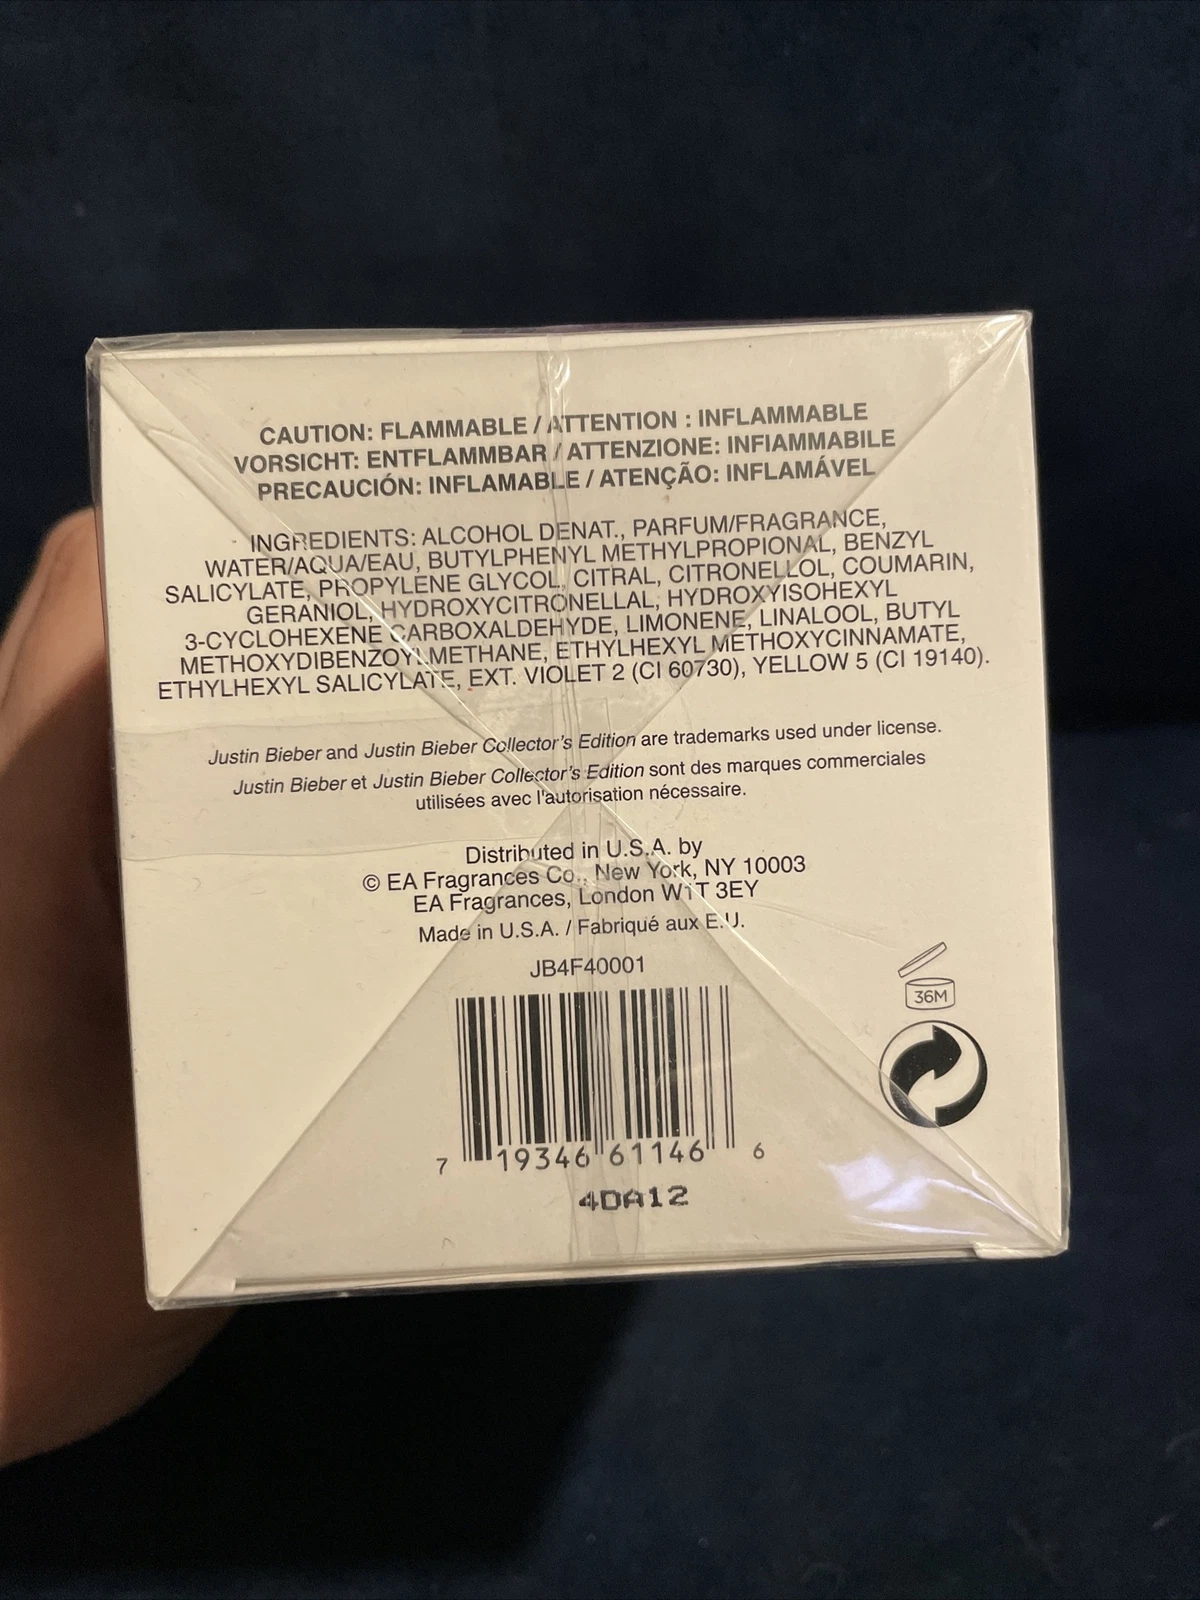 CAUTION: FLAMMABLE / ATTENTION : INFLAMMABLE
VORSICHT: ENTFLAMMBAR / ATTENZIONE: INFIAMMABILE
PRECAUCIÓN: INFLAMABLE / ATENÇÃO: INFLAMÁVEL
INGREDIENTS: ALCOHOL DENAT., PARFUM/FRAGRANCE,
WATER/AQUA/EAU, BUTYLPHENYL METHYLPROPIONAL, BENZYL
SALICYLATE, PROPYLENE GLYCOL, CITRAL, CITRONELLOL, COUMARIN,
GERANIOL, HYDROXYCITRONELLAL, HYDROXYISOHEXYL
3-CYCLOHEXENE CARBOXALDEHYDE, LIMONENE, LINALOOL, BUTYL
METHOXYDIBENZOYLMETHANE, ETHYLHEXYL METHOXYCINNAMATE,
ETHYLHEXYL SALICYLATE, EXT. VIOLET 2 (CI 60730), YELLOW 5 (CI 19140).
Justin Bieber and Justin Bieber Collector's Edition are trademarks used under license.
Justin Bieber et Justin Bieber Collector's Edition sont des marques commerciales
utilisées avec l'autorisation nécessaire.
Distributed in U.S.A. by
© EA Fragrances Co., New York, NY 10003
EA Fragrances, London W1T 3EY
Made in U.S.A. / Fabriqué aux E.U.
JB4F40001
36M
7 19346 61146 6
4DA12